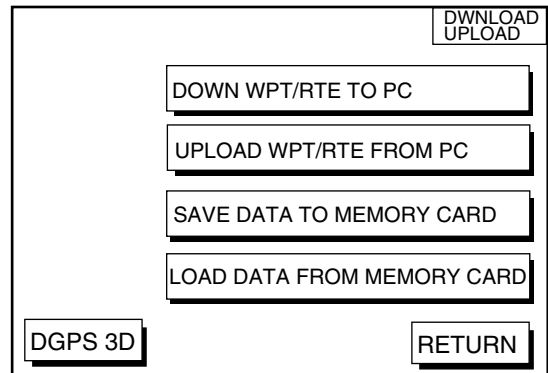 DWNLOAD
UPLOAD
DOWN WPT/RTE TO PC
UPLOAD WPT/RTE FROM PC
SAVE DATA TO MEMORY CARD
LOAD DATA FROM MEMORY CARD
DGPS 3D
RETURN